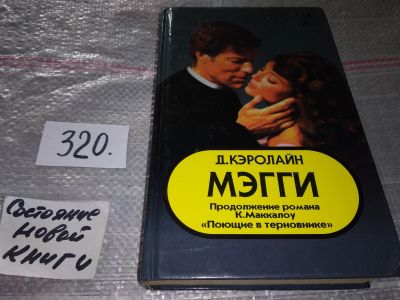 320.
Состояние
новой
книги
Д.КЭРОЛАЙН
МЭГГИ
Продолжение романа
К.Маккалоу
«Поющие в терновнике»